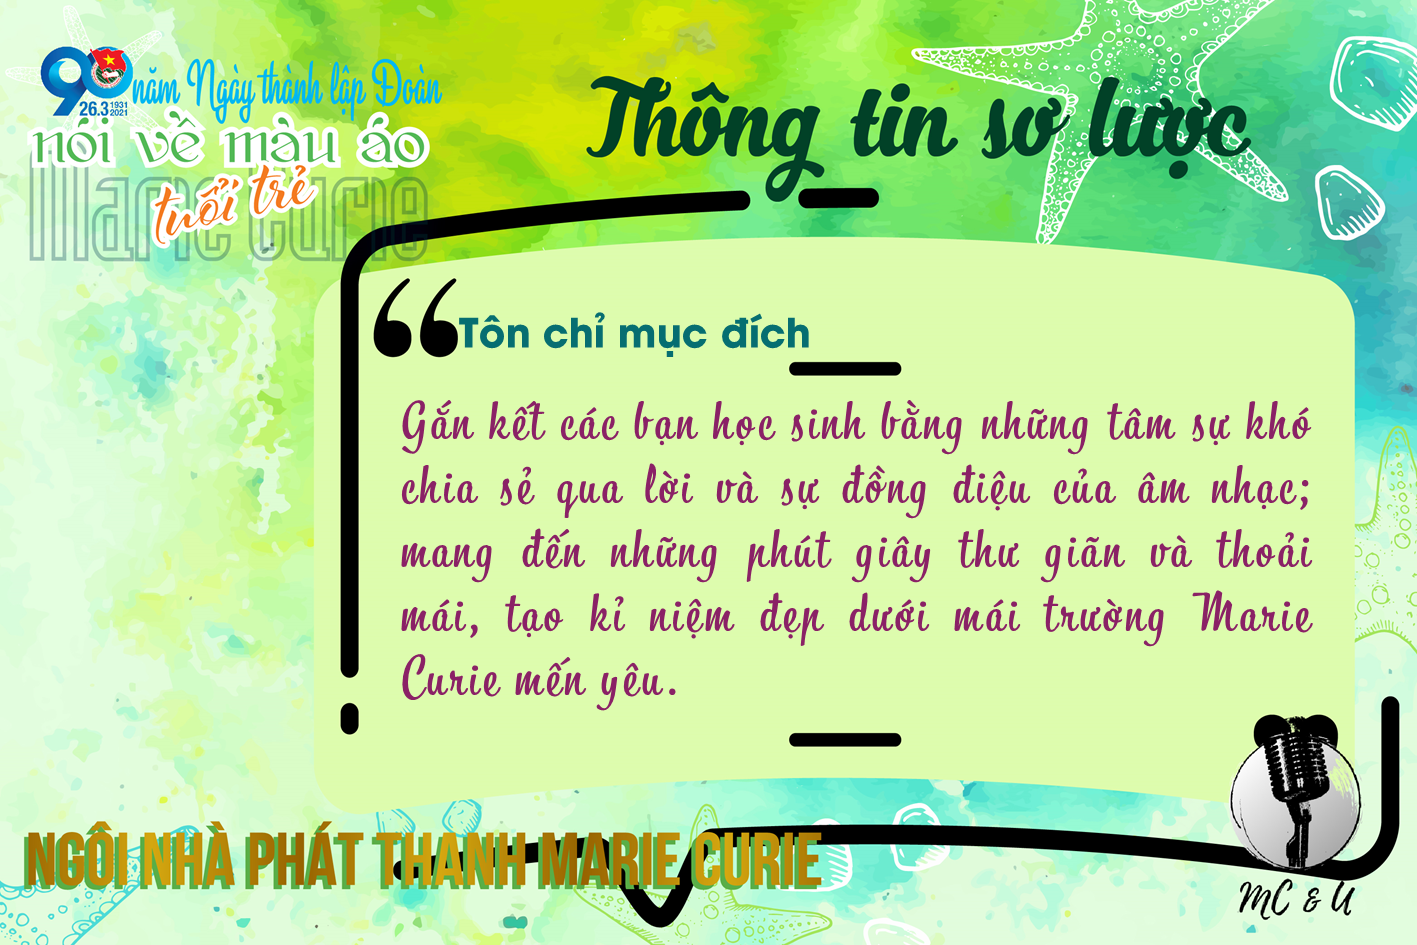 90 năm Ngày thành lập Đoàn
26.3 1931 2021
nói về màu áo
Marie Curie
tuổi trẻ
Thông tin sơ lược
“Tôn chỉ mục đích
Gắn kết các bạn học sinh bằng những tâm sự khó
chia sẻ qua lời và sự đồng điệu của âm nhạc;
mang đến những phút giây thư giãn và thoải
mái, tạo kỉ niệm đẹp dưới mái trường Marie
Curie mến yêu.
NGÔI NHÀ PHÁT THANH MARIE CURIE
MC & U